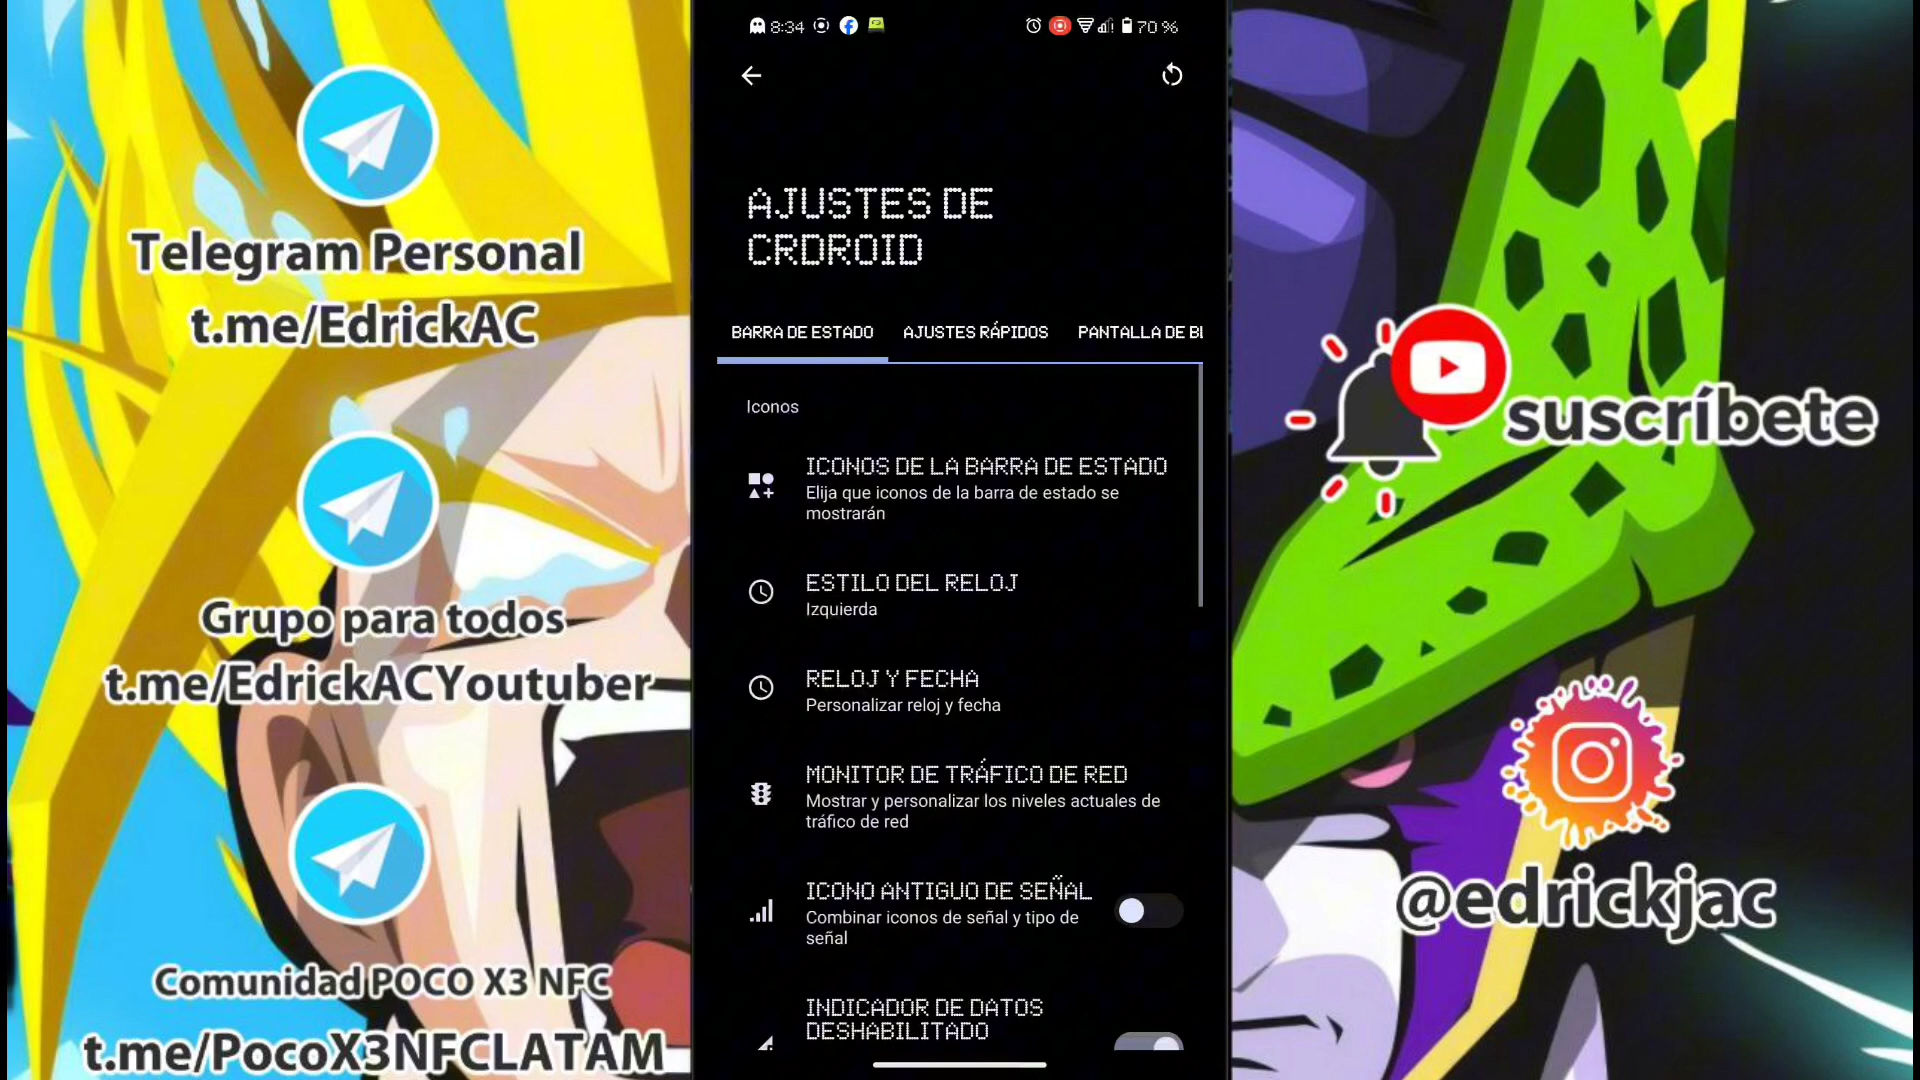 Telegram Personal
t.me/EdrickAC
Grupo para todos
t.me/EdrickACYoutuber
Comunidad POCO X3 NFC
t.me/PocoX3NFCLATAM
8:34
70 %
AJUSTES DE
CRDROID
BARRA DE ESTADO
AJUSTES RÁPIDOS
PANTALLA DE BL
Iconos
ICONOS DE LA BARRA DE ESTADO
Elija que iconos de la barra de estado se
mostrarán
ESTILO DEL RELOJ
Izquierda
RELOJ Y FECHA
Personalizar reloj y fecha
MONITOR DE TRÁFICO DE RED
Mostrar y personalizar los niveles actuales de
tráfico de red
ICONO ANTIGUO DE SEÑAL
Combinar iconos de señal y tipo de
señal
INDICADOR DE DATOS
DESHABILITADO
suscríbete
@edrickjac